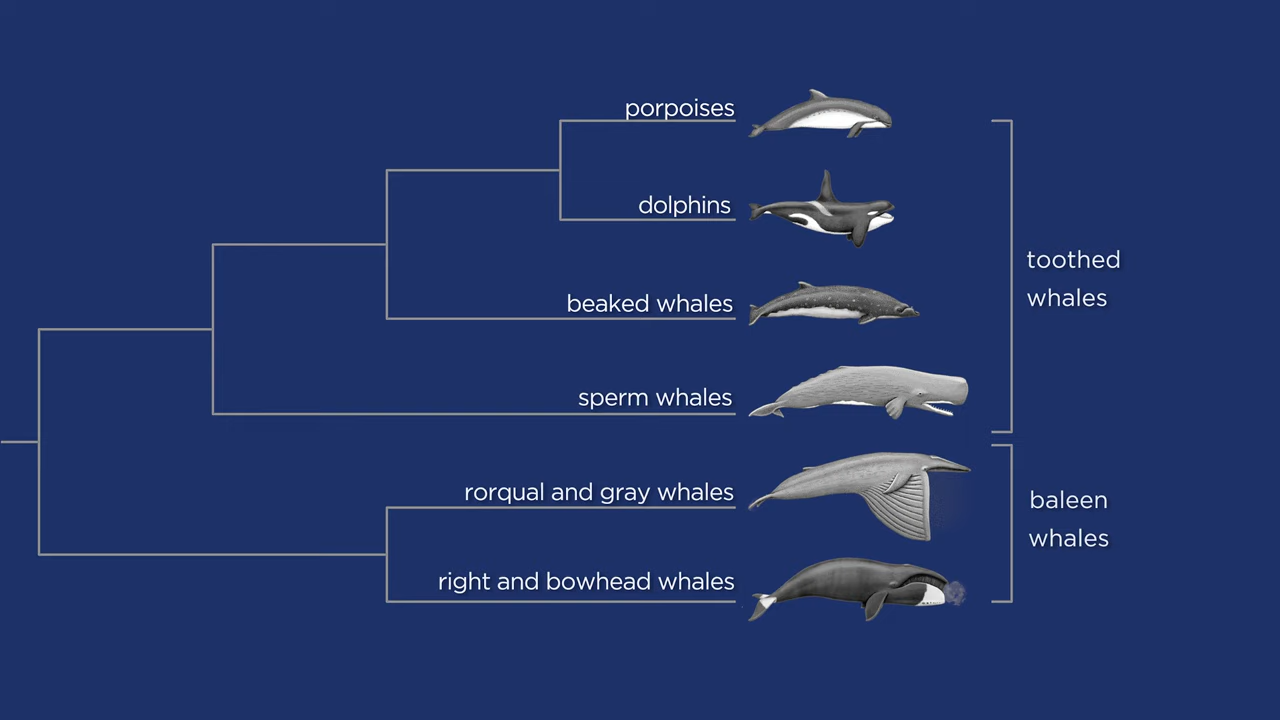 porpoises
dolphins
beaked whales
sperm whales
rorqual and gray whales
right and bowhead whales
toothed
whales
baleen
whales